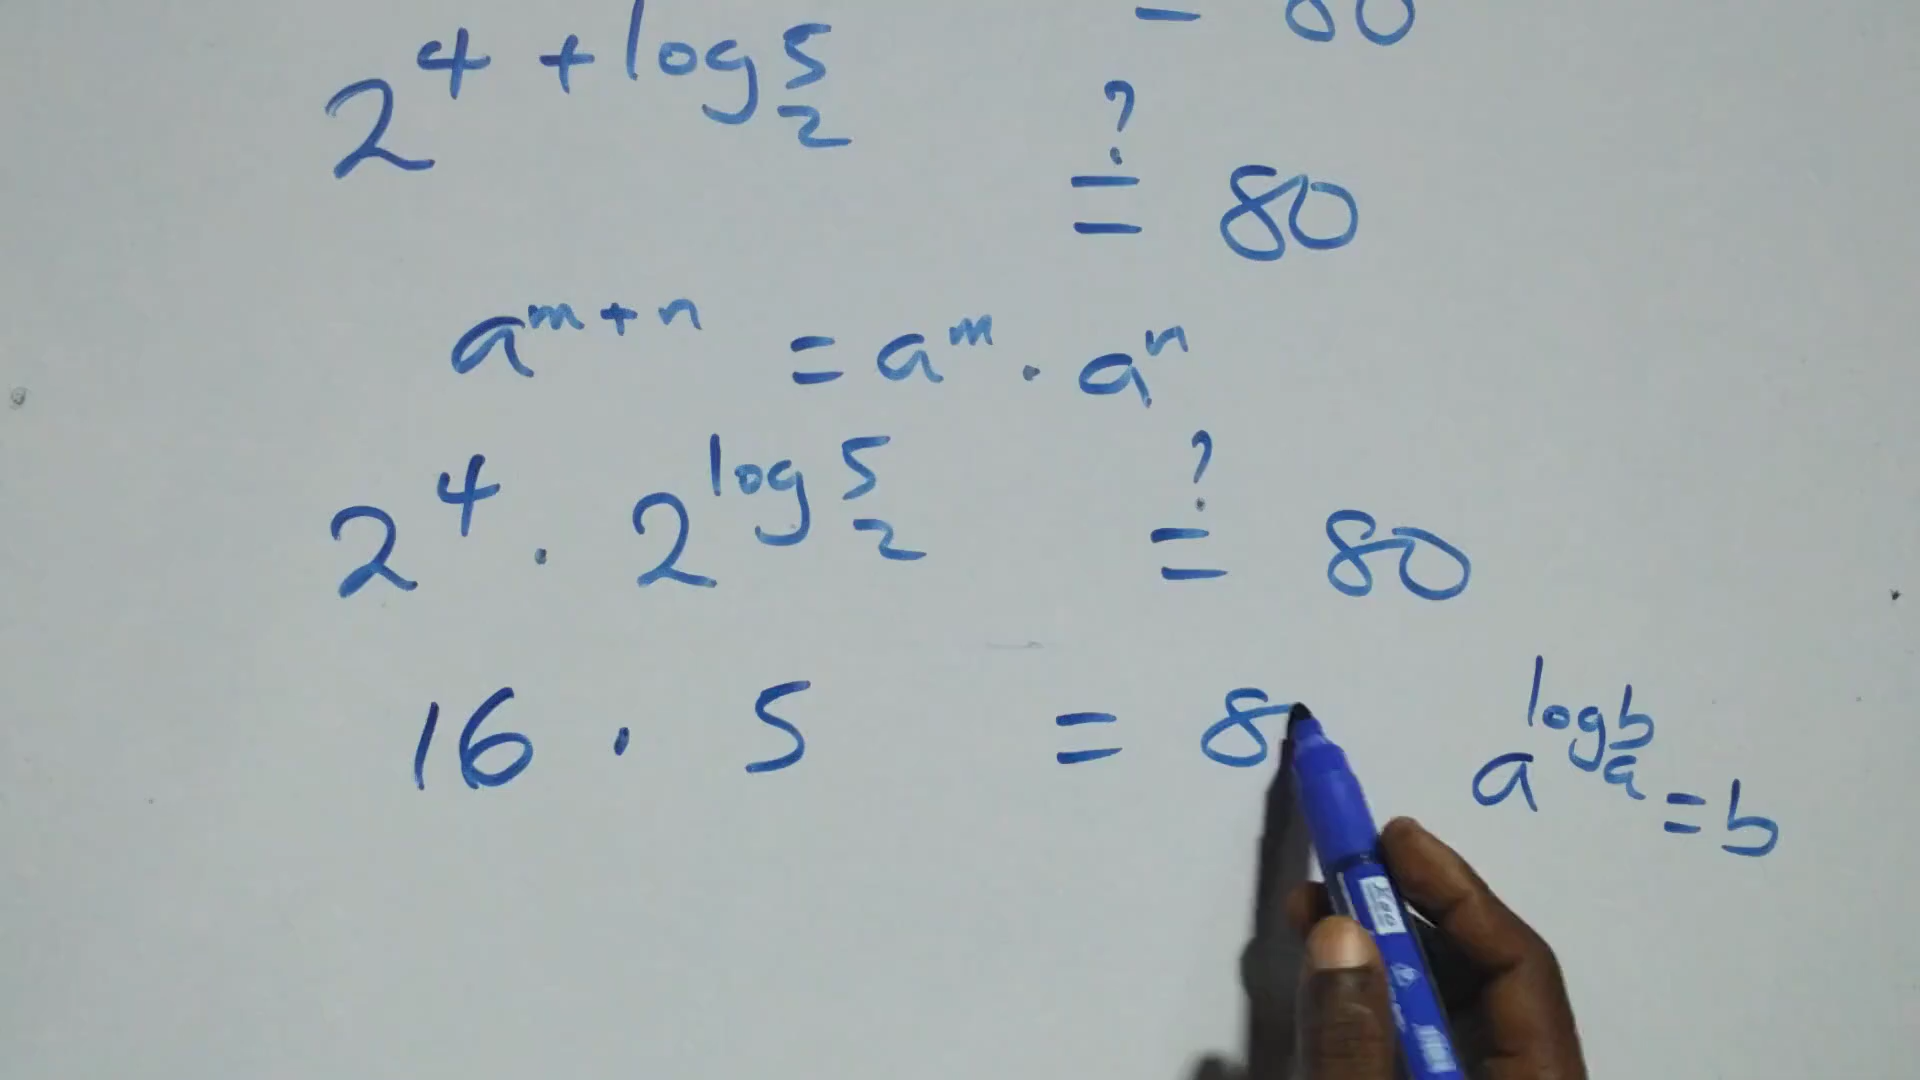 = 80
2^{4 + log_2 5}
?
= 80
a^{m + n} = a^m . a^n
2^4 . 2^{log_2 5} ?
= 80
16 . 5 = 8
a^{log_a b} = b